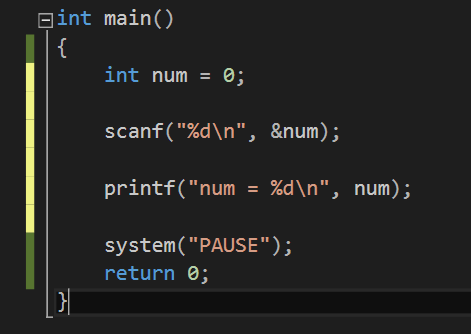 int main()
{
int num = 0;
scanf("%d\n", &num);
printf("num = %d\n", num);
system("PAUSE");
return 0;
}